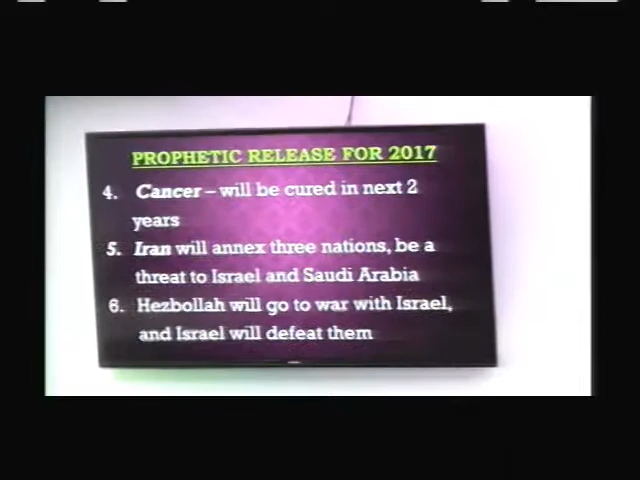 PROPHETIC RELEASE FOR 2017
4. Cancer – will be cured in next 2
years
5. Iran will annex three nations, be a
threat to Israel and Saudi Arabia
6. Hezbollah will go to war with Israel,
and Israel will defeat them